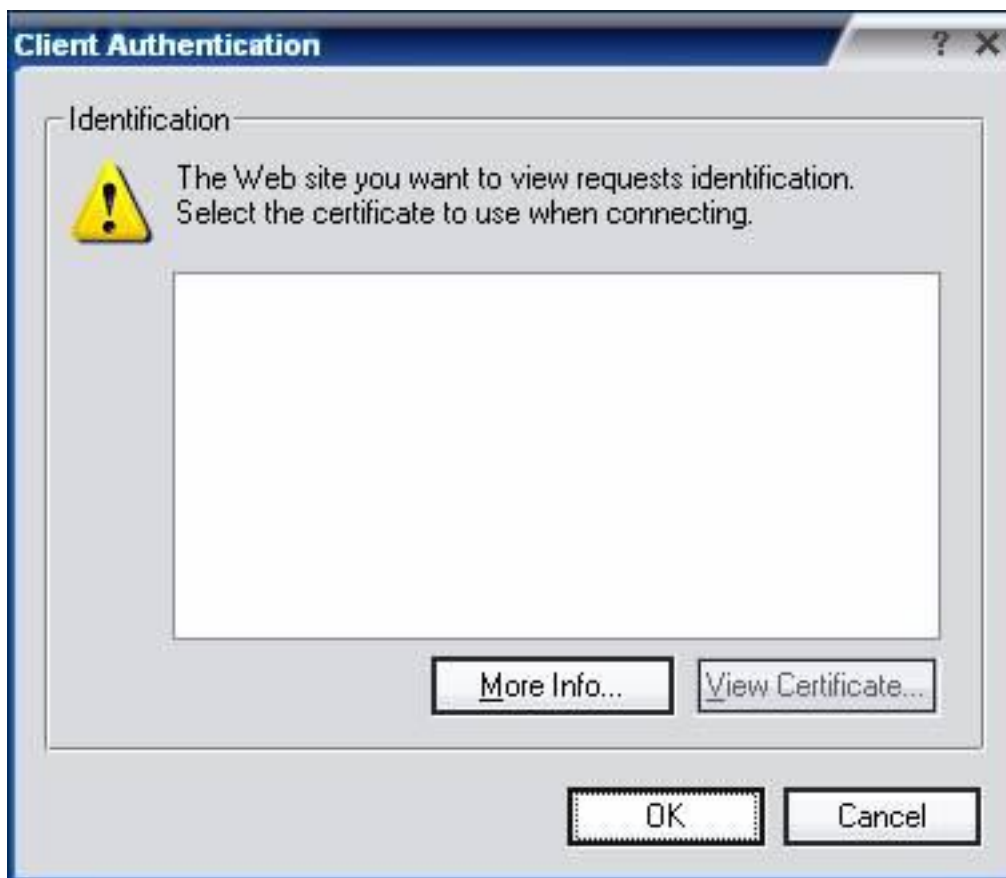 Client Authentication
Identification
The Web site you want to view requests identification.
Select the certificate to use when connecting.
More Info...
View Certificate...
OK
Cancel